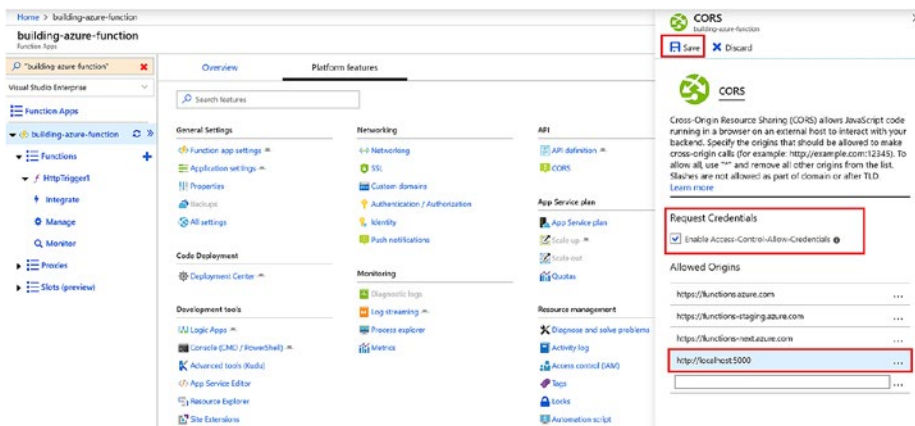 Home > building-azure-function
building-azure-function
Function Apps
"building azure function"
Visual Studio Enterprise
Function Apps
building-azure-function
Functions
HttpTrigger1
Integrate
Manage
Monitor
Proxies
Slots (preview)
Overview
Platform features
Search features
General Settings
Function app settings
Application settings
Properties
Backups
All settings
Code Deployment
Deployment Center
Development tools
Logic Apps
Console (CMD / PowerShell)
Advanced tools (Kudu)
App Service Editor
Resource Explorer
Site Extensions
Networking
Networking
SSL
Custom domains
Authentication / Authorization
Identity
Push notifications
Monitoring
Diagnostic logs
Log streaming
Process explorer
Metrics
API
API definition
CORS
App Service plan
App Service plan
Scale up
Scale out
Quotas
Resource management
Diagnose and solve problems
Activity log
Access control (IAM)
Tags
Locks
Automation script
CORS
building-azure-function
Save
Discard
CORS
Cross-Origin Resource Sharing (CORS) allows JavaScript code
running in a browser on an external host to interact with your
backend. Specify the origins that should be allowed to make
cross-origin calls (for example: http://example.com:12345). To
allow all, use "*" and remove all other origins from the list.
Slashes are not allowed as part of domain or after TLD.
Learn more
Request Credentials
Enable Access-Control-Allow-Credentials
Allowed Origins
https://functions.azure.com
...
https://functions-staging.azure.com
...
https://functions-next.azure.com
...
http://localhost:5000
...
...